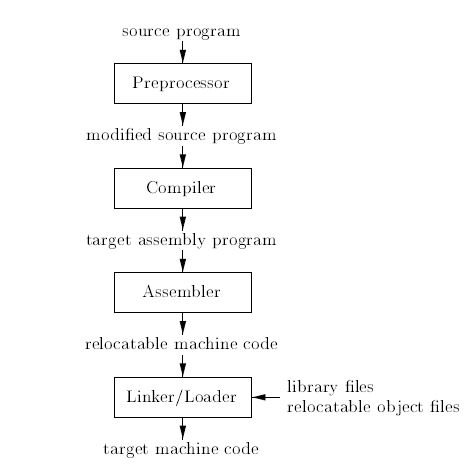 source program
Preprocessor
modified source program
Compiler
target assembly program
Assembler
relocatable machine code
Linker/Loader
library files
relocatable object files
target machine code